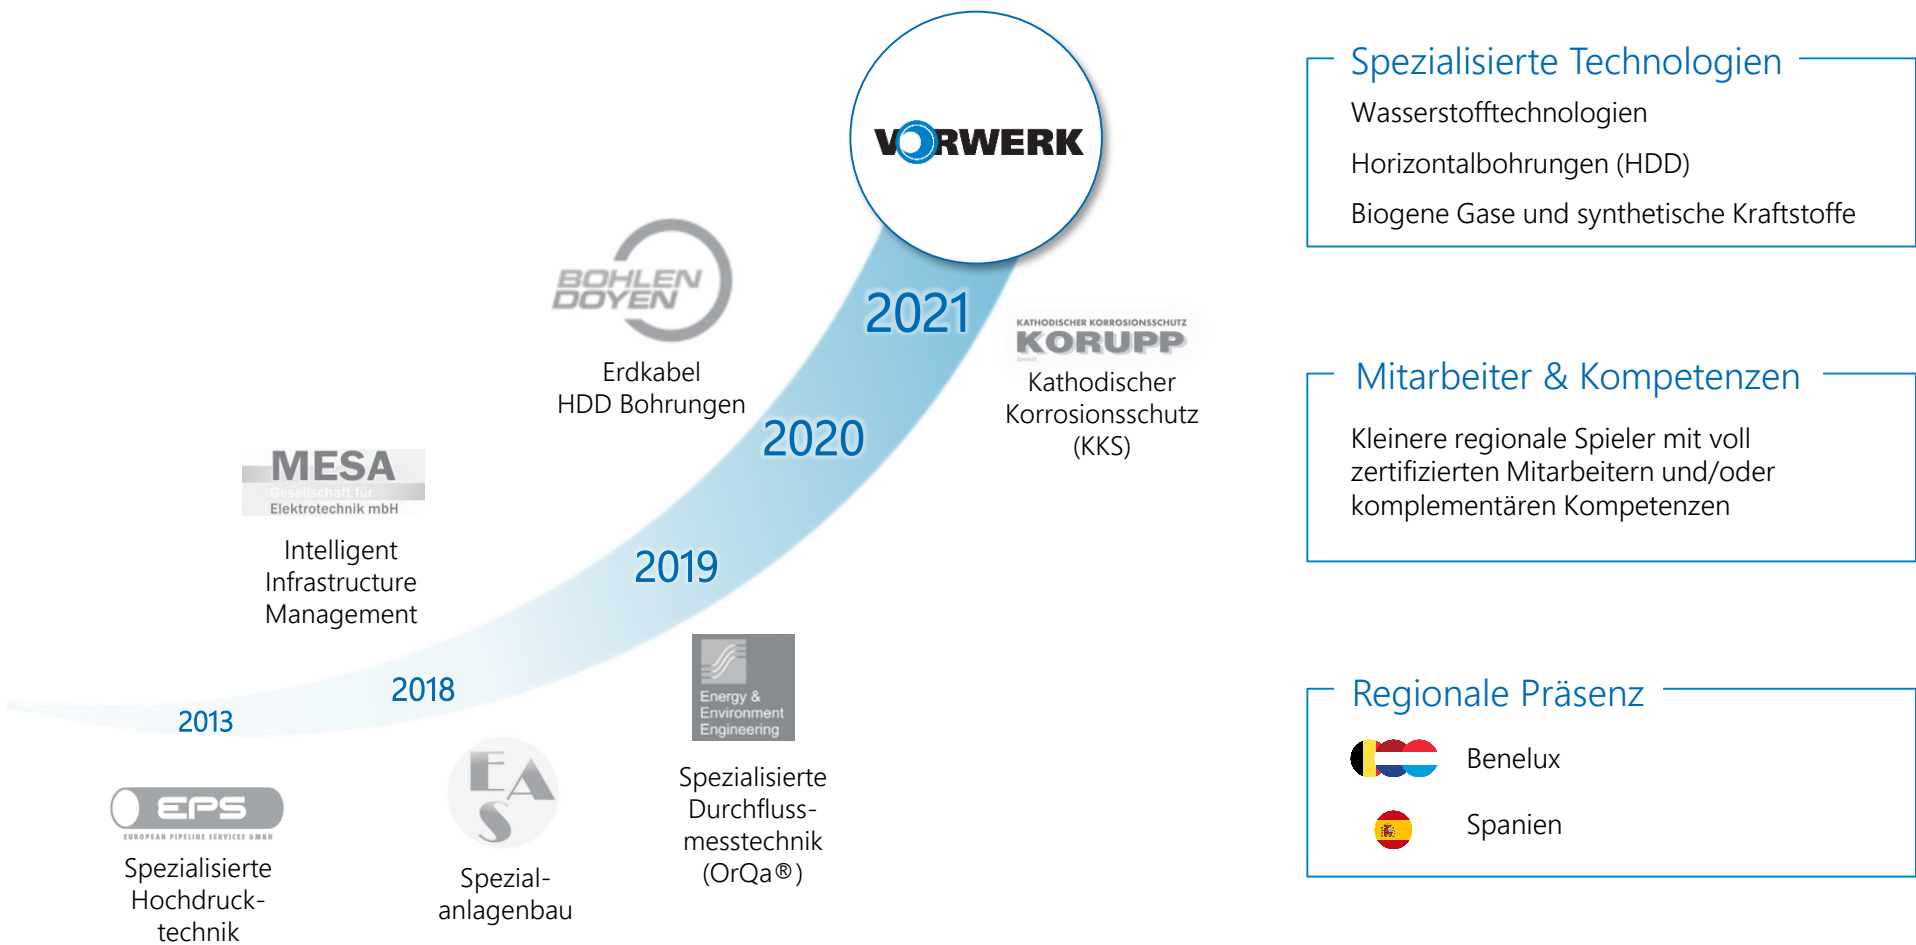 VORWERK
BOHLEN
DOYEN
Erdkabel
HDD Bohrungen
2021
KATHODISCHER KORROSIONSSCHUTZ
KORUPP
GmbH
Kathodischer
Korrosionsschutz
(KKS)
2020
MESA
Gesellschaft für
Elektrotechnik mbH
Intelligent
Infrastructure
Management
2019
2018
2013
EPS
EUROPEAN PIPELINE SERVICES GMBH
Spezialisierte
Hochdruck-
technik
EAS
Spezial-
anlagenbau
Energy &
Environment
Engineering
Spezialisierte
Durchfluss-
messtechnik
(OrQa®)
Spezialisierte Technologien
Wasserstofftechnologien
Horizontalbohrungen (HDD)
Biogene Gase und synthetische Kraftstoffe
Mitarbeiter & Kompetenzen
Kleinere regionale Spieler mit voll
zertifizierten Mitarbeitern und/oder
komplementären Kompetenzen
Regionale Präsenz
Benelux
Spanien